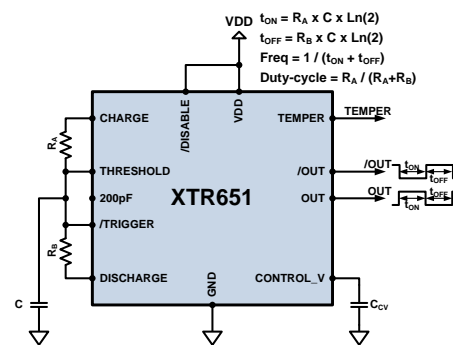 VDD
tON = RA x C x Ln(2)
tOFF = RB x C x Ln(2)
Freq = 1 / (tON + tOFF)
Duty-cycle = RA / (RA+RB)
CHARGE
/DISABLE
VDD
TEMPER
TEMPER
RA
THRESHOLD
/OUT
/OUT
tON
tOFF
200pF
XTR651
OUT
OUT
tON
tOFF
/TRIGGER
RB
DISCHARGE
GND
CONTROL_V
C
CCV